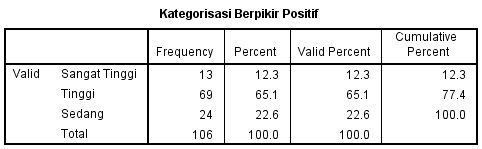 Kategorisasi Berpikir Positif
Frequency Percent Valid Percent Cumulative Percent
Valid Sangat Tinggi 13 12.3 12.3 12.3
Tinggi 69 65.1 65.1 77.4
Sedang 24 22.6 22.6 100.0
Total 106 100.0 100.0